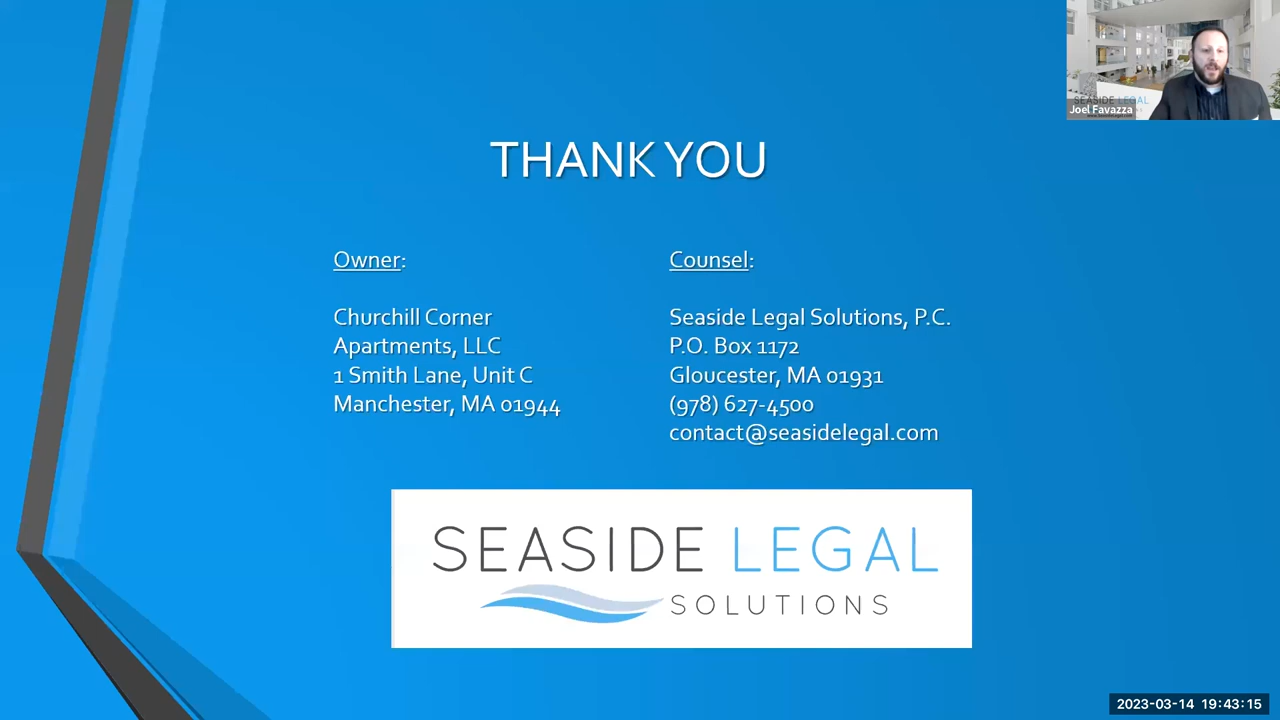 SEASIDE LEGAL
Joel Favazza
THANK YOU
Owner:
Churchill Corner
Apartments, LLC
1 Smith Lane, Unit C
Manchester, MA 01944
Counsel:
Seaside Legal Solutions, P.C.
P.O. Box 1172
Gloucester, MA 01931
(978) 627-4500
contact@seasidelegal.com
SEASIDE LEGAL
SOLUTIONS
2023-03-14 19:43:15